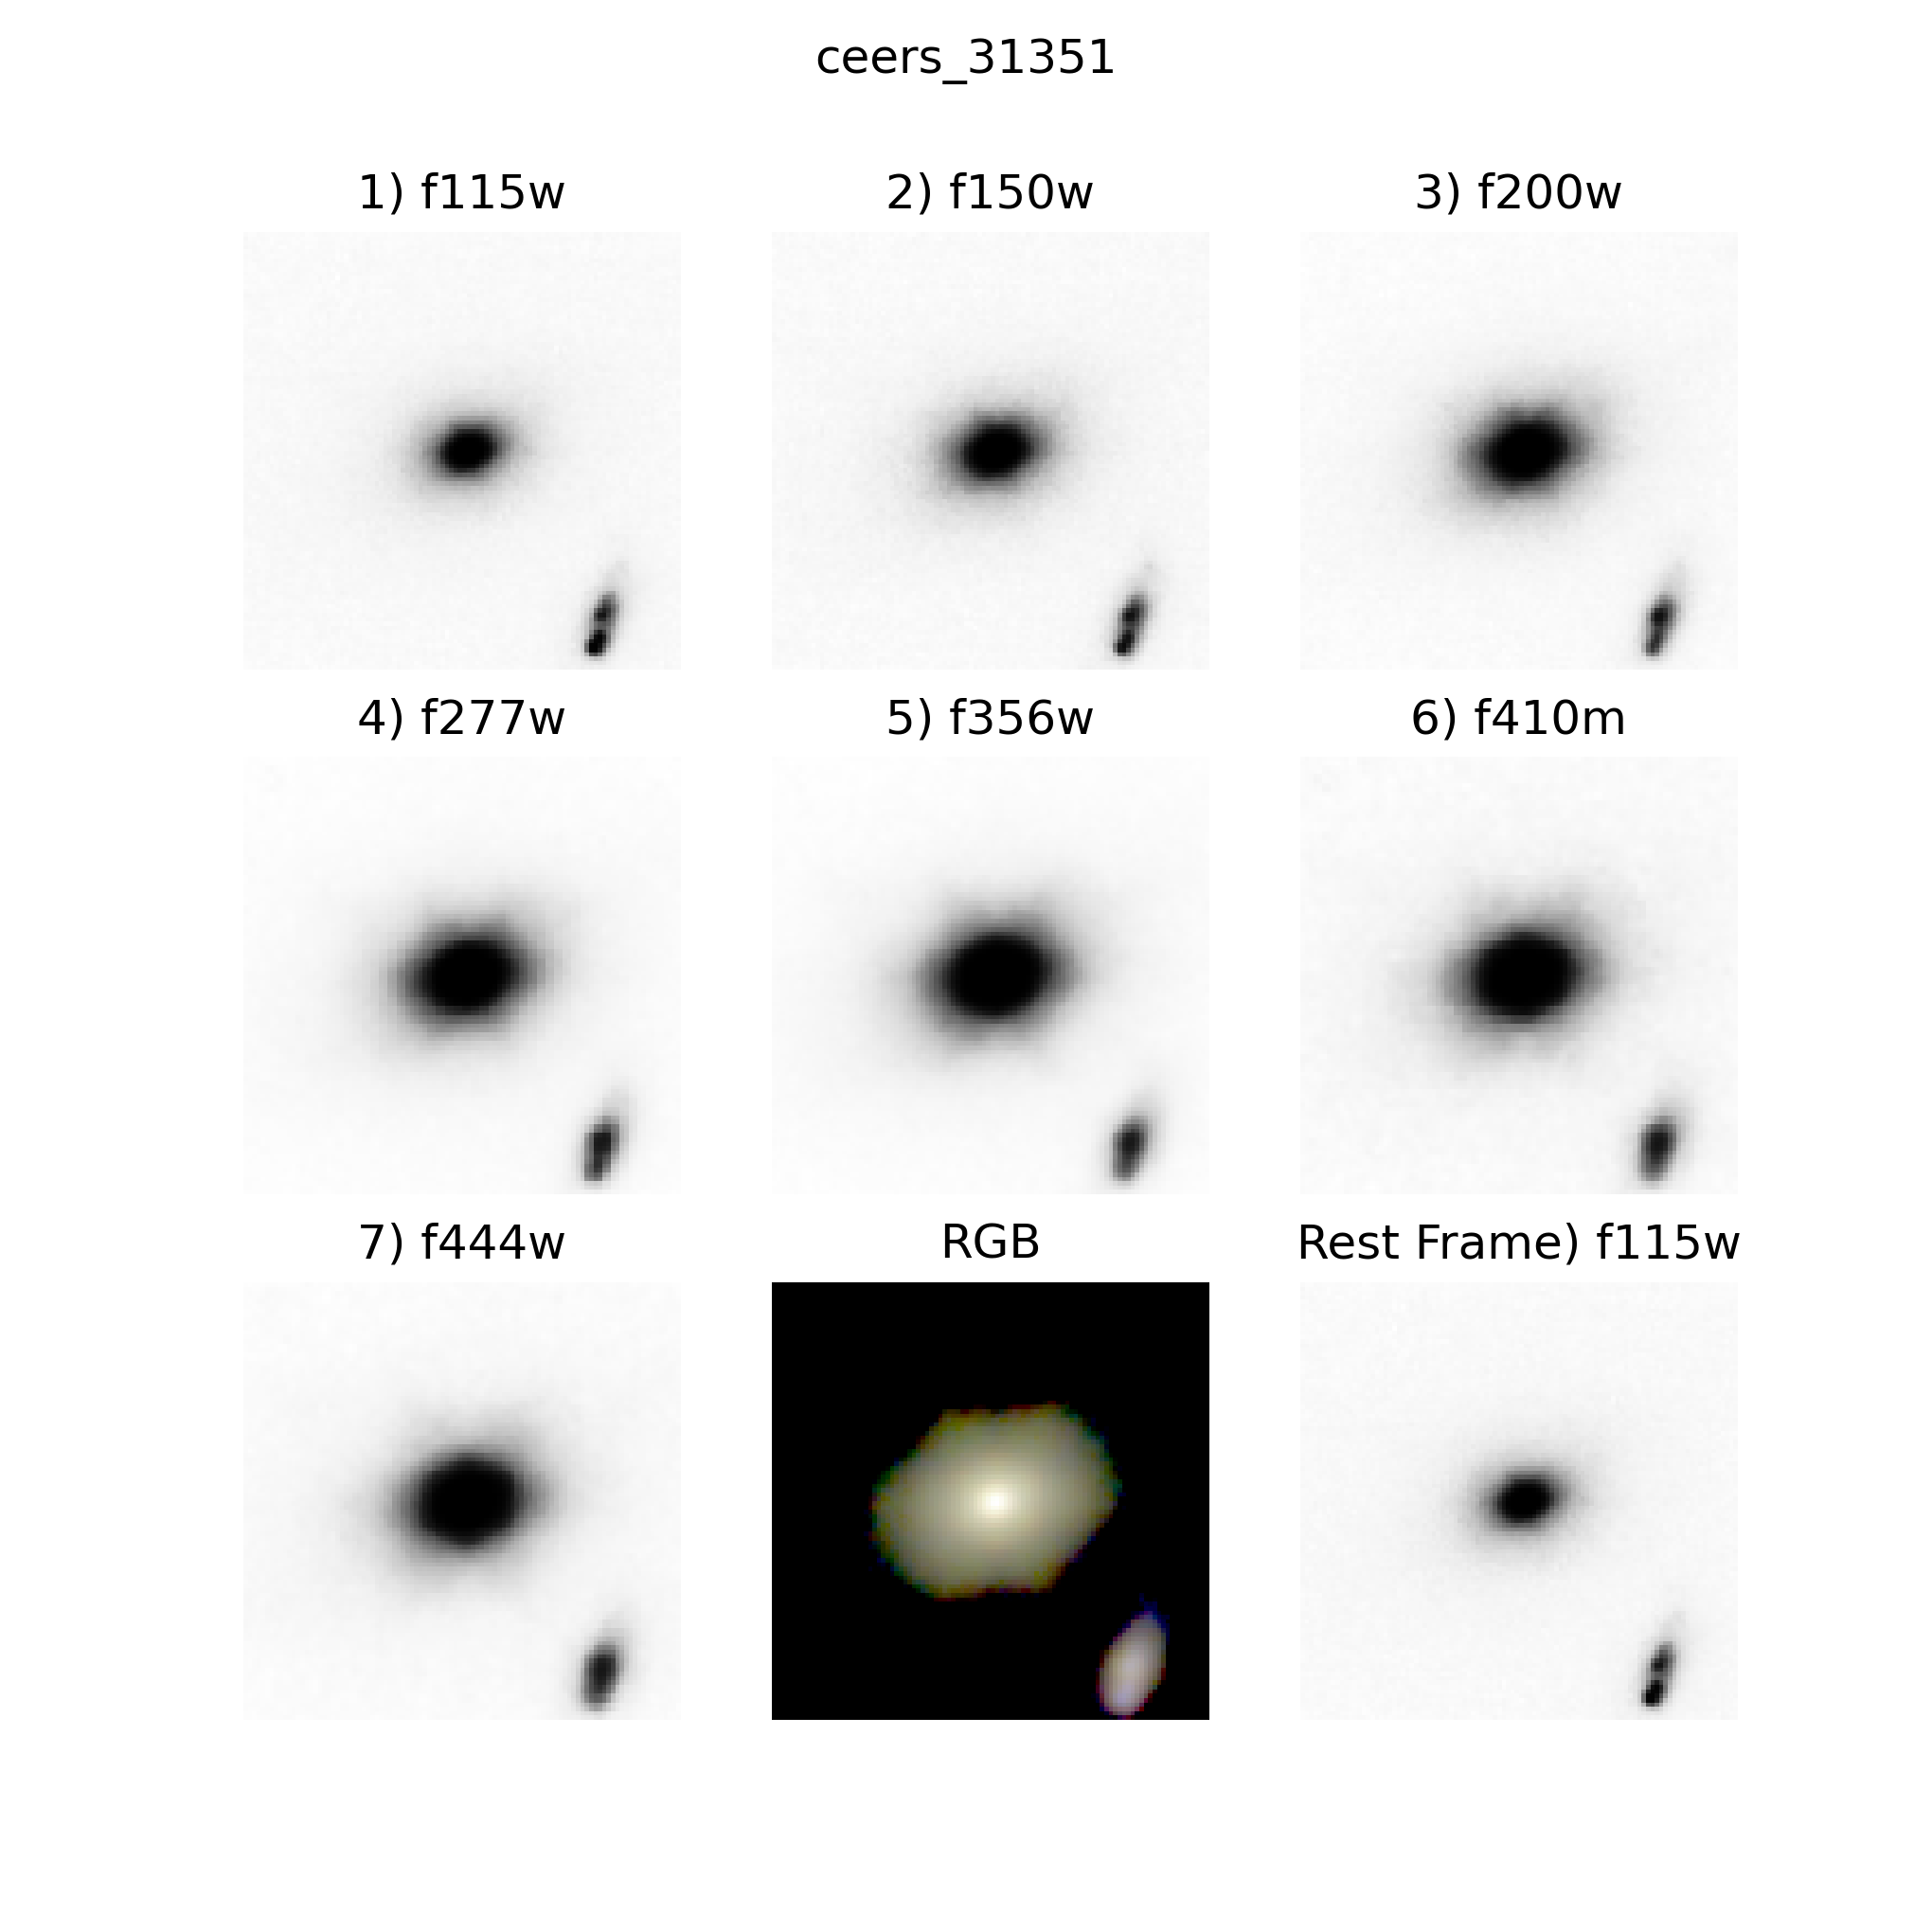 ceers_31351
1) f115w
2) f150w
3) f200w
4) f277w
5) f356w
6) f410m
7) f444w
RGB
Rest Frame) f115w